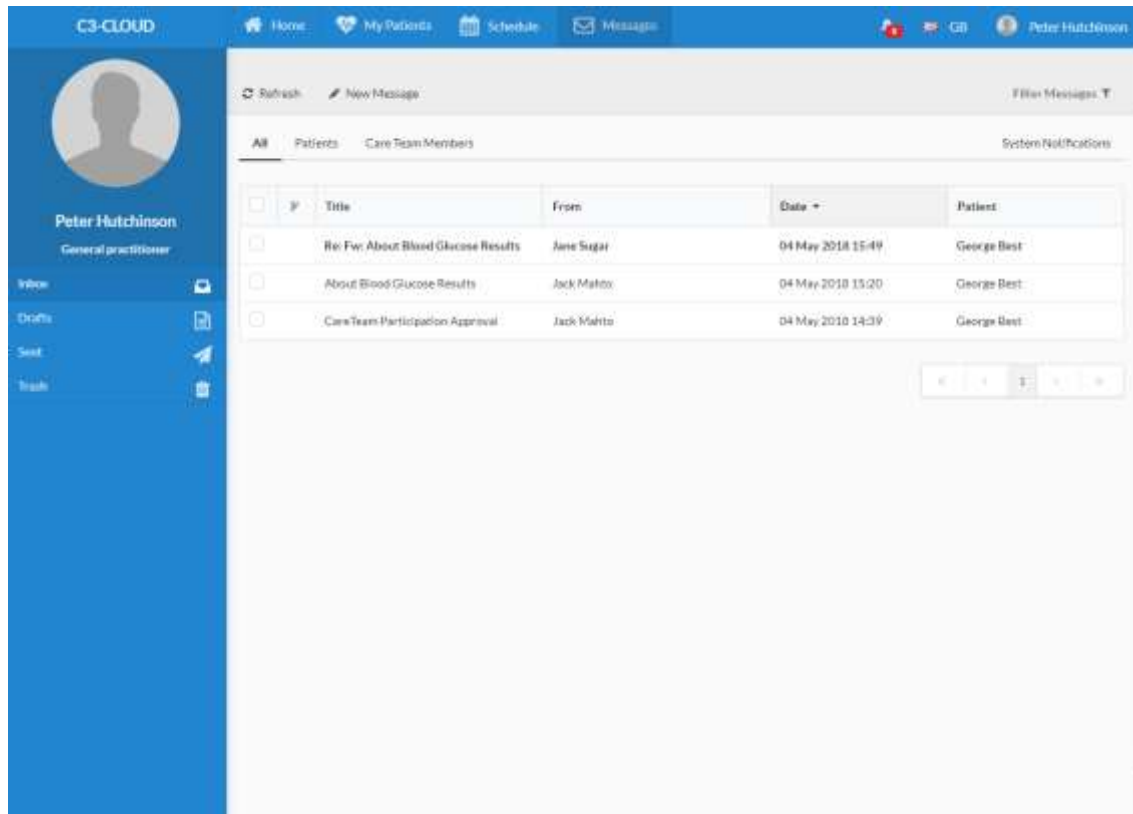 C3-CLOUD
Home My Patients Schedule Messages GB Peter Hutchinson
Peter Hutchinson
General practitioner
Inbox
Drafts
Sent
Trash
Refresh New Message Filter Messages
All Patients Care Team Members System Notifications
Title From Date Patient
Re: Fw: About Blood Glucose Results Jane Sugar 04 May 2018 15:49 George Best
About Blood Glucose Results Jack Mahto 04 May 2018 15:20 George Best
CareTeam Participation Approval Jack Mahto 04 May 2018 14:39 George Best
1